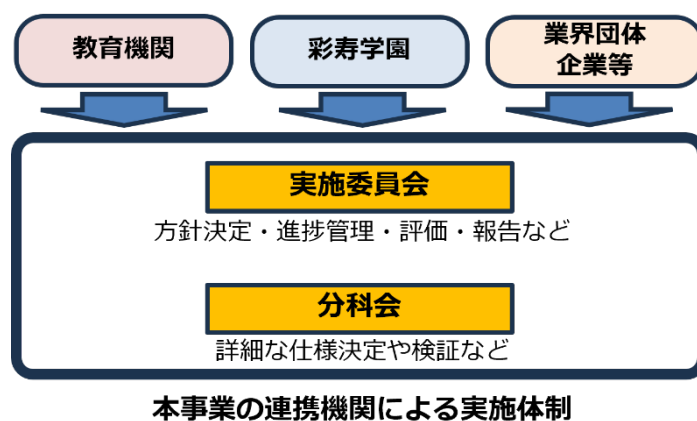 教育機関
彩寿学園
業界団体
企業等
実施委員会
方針決定・進捗管理・評価・報告など
分科会
詳細な仕様決定や検証など
本事業の連携機関による実施体制